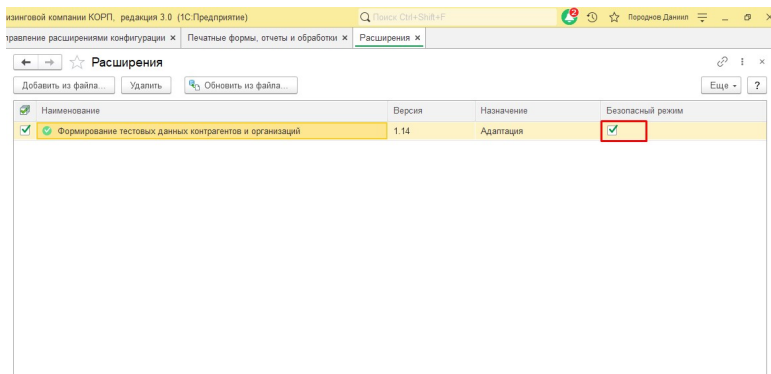 изинговой компании КОРП, редакция 3.0 (1С:Предприятие) Поиск Ctrl+Shift+F 2 Породнов Даниил
правление расширениями конфигурации × Печатные формы, отчеты и обработки × Расширения ×
Расширения
Добавить из файла... Удалить Обновить из файла... Еще ?
Наименование Версия Назначение Безопасный режим
Формирование тестовых данных контрагентов и организаций 1.14 Адаптация